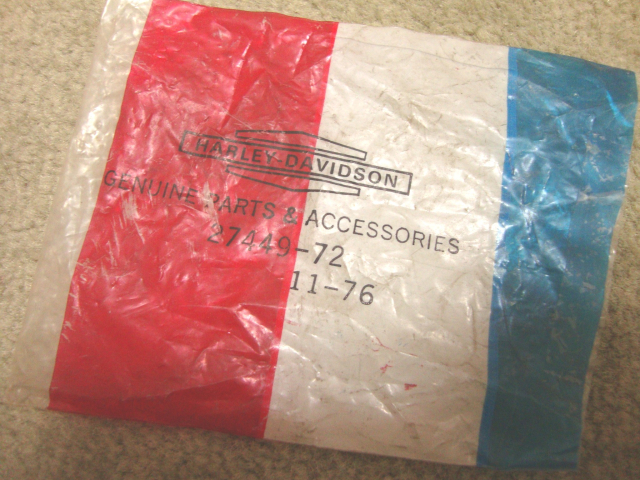 HARLEY-DAVIDSON
GENUINE PARTS & ACCESSORIES
27449-72
11-76